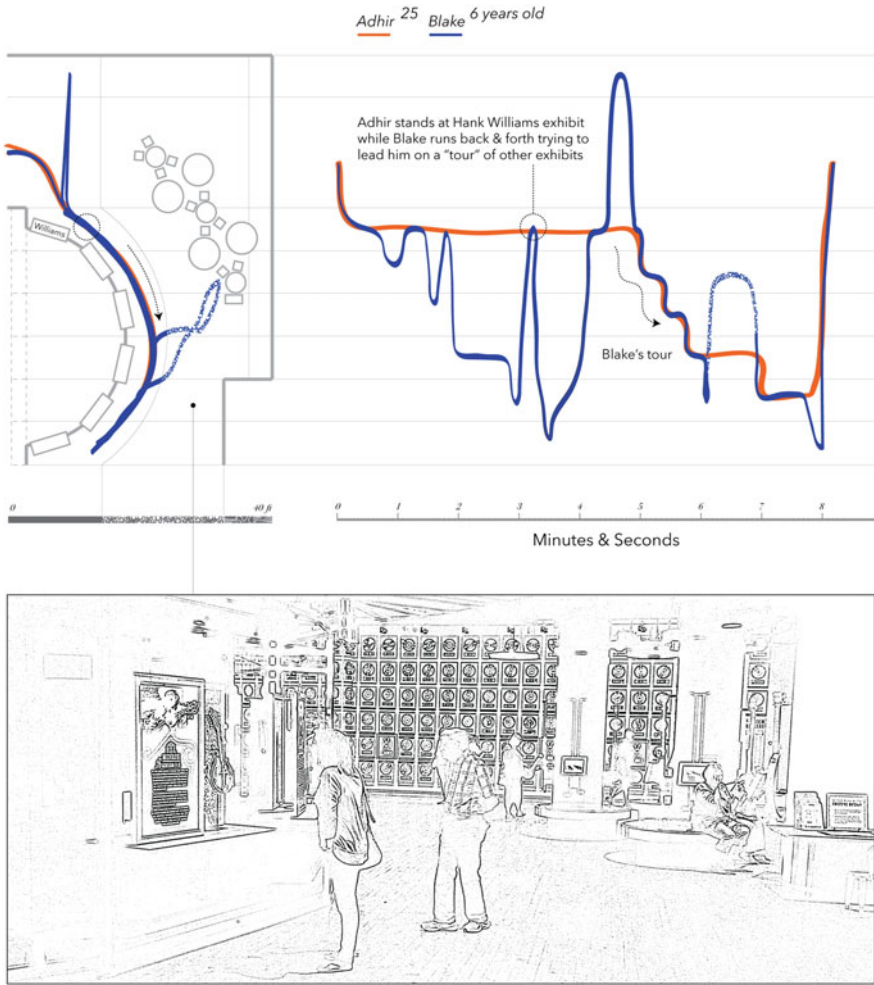 Adhir 25 Blake 6 years old
Adhir stands at Hank Williams exhibit
while Blake runs back & forth trying to
lead him on a "tour" of other exhibits
Williams
Blake's tour
0 40 ft
0 1 2 3 4 5 6 7 8
Minutes & Seconds